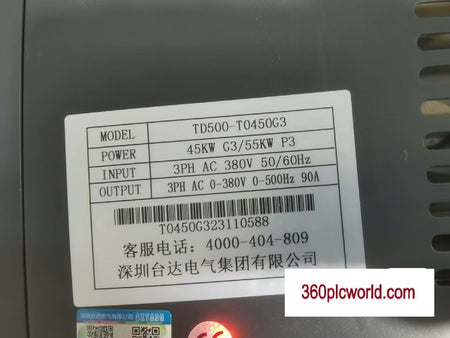 MODEL TD500-T0450G3
POWER 45KW G3/55KW P3
INPUT 3PH AC 380V 50/60Hz
OUTPUT 3PH AC 0-380V 0-500Hz 90A
T0450G323110588
客服电话：4000-404-809
深圳台达电气集团有限公司
360plcworld.com